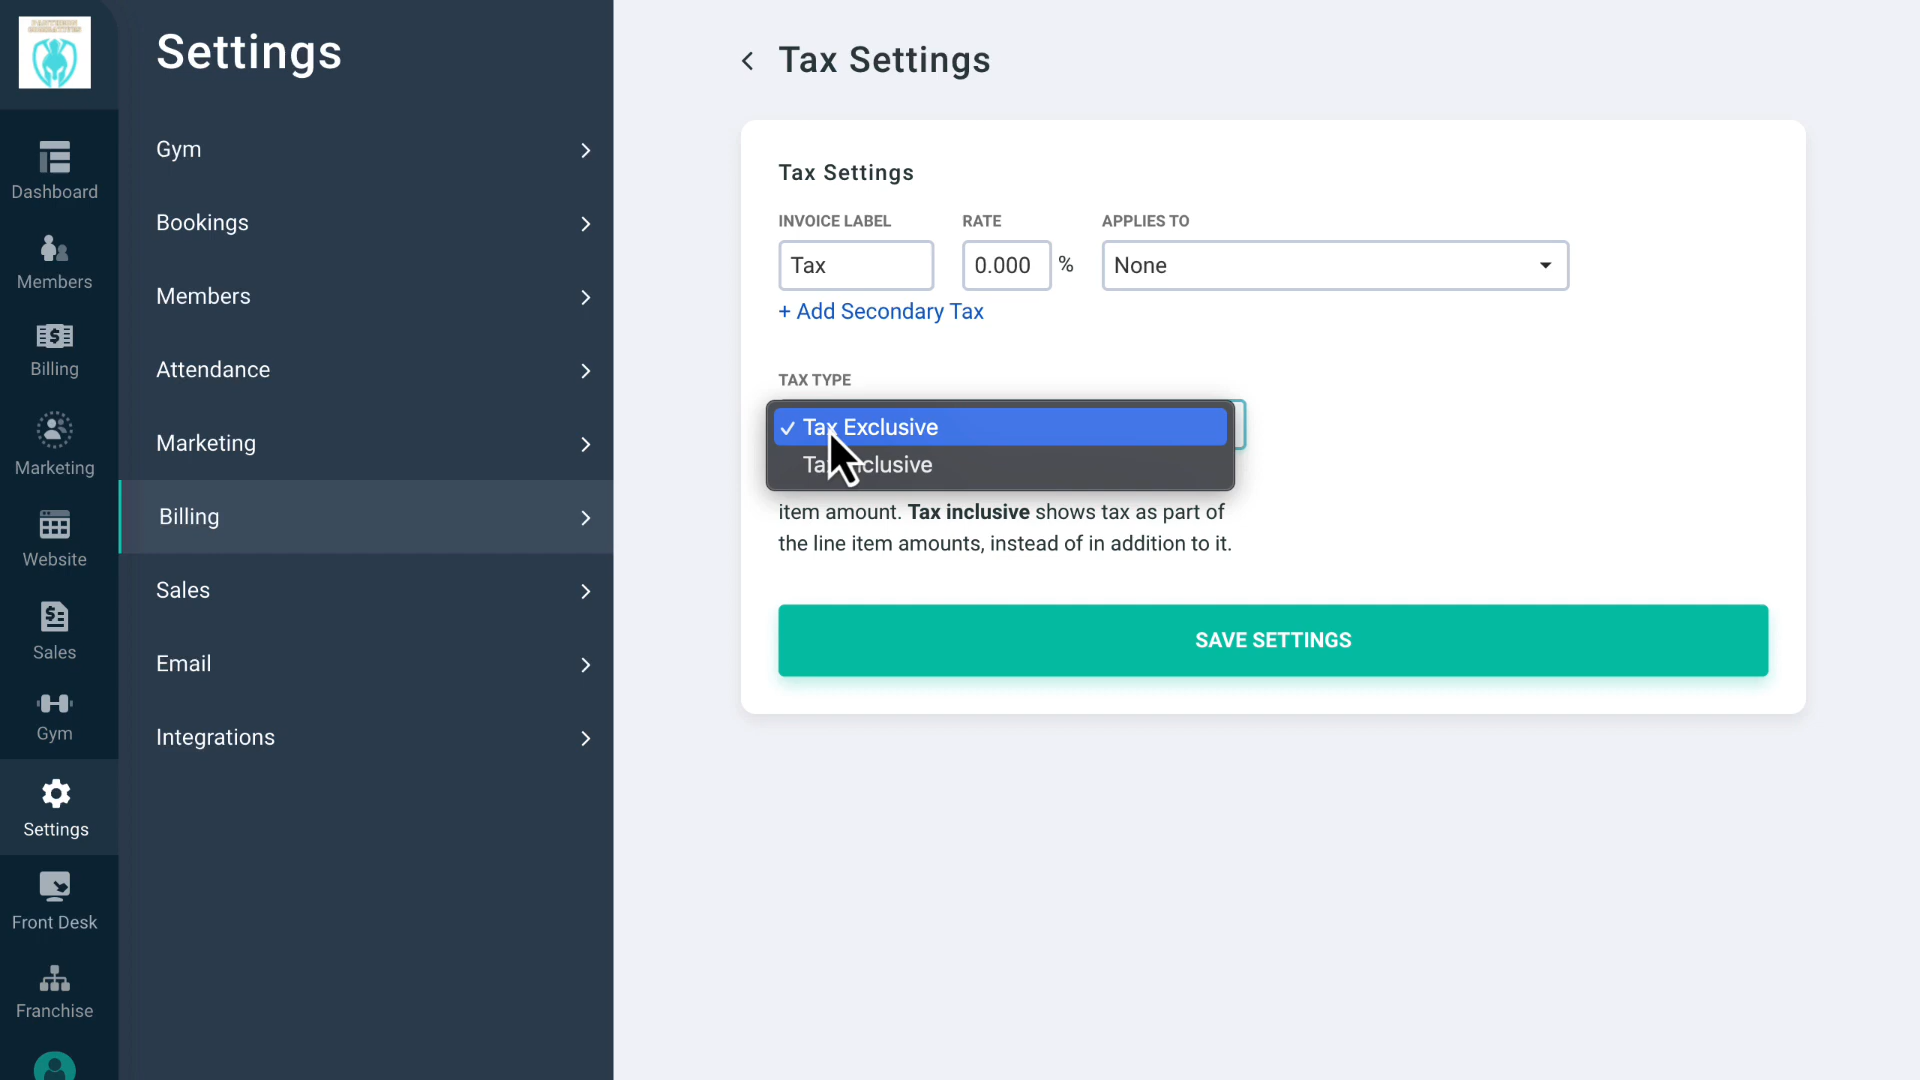 Settings
Dashboard
Members
Billing
Marketing
Website
Sales
Gym
Settings
Front Desk
Franchise
Gym
Bookings
Members
Attendance
Marketing
Billing
Sales
Email
Integrations
Tax Settings
Tax Settings
INVOICE LABEL RATE APPLIES TO
Tax 0.000 % None
+ Add Secondary Tax
TAX TYPE
✓ Tax Exclusive
item amount. Tax inclusive shows tax as part of
the line item amounts, instead of in addition to it.
SAVE SETTINGS